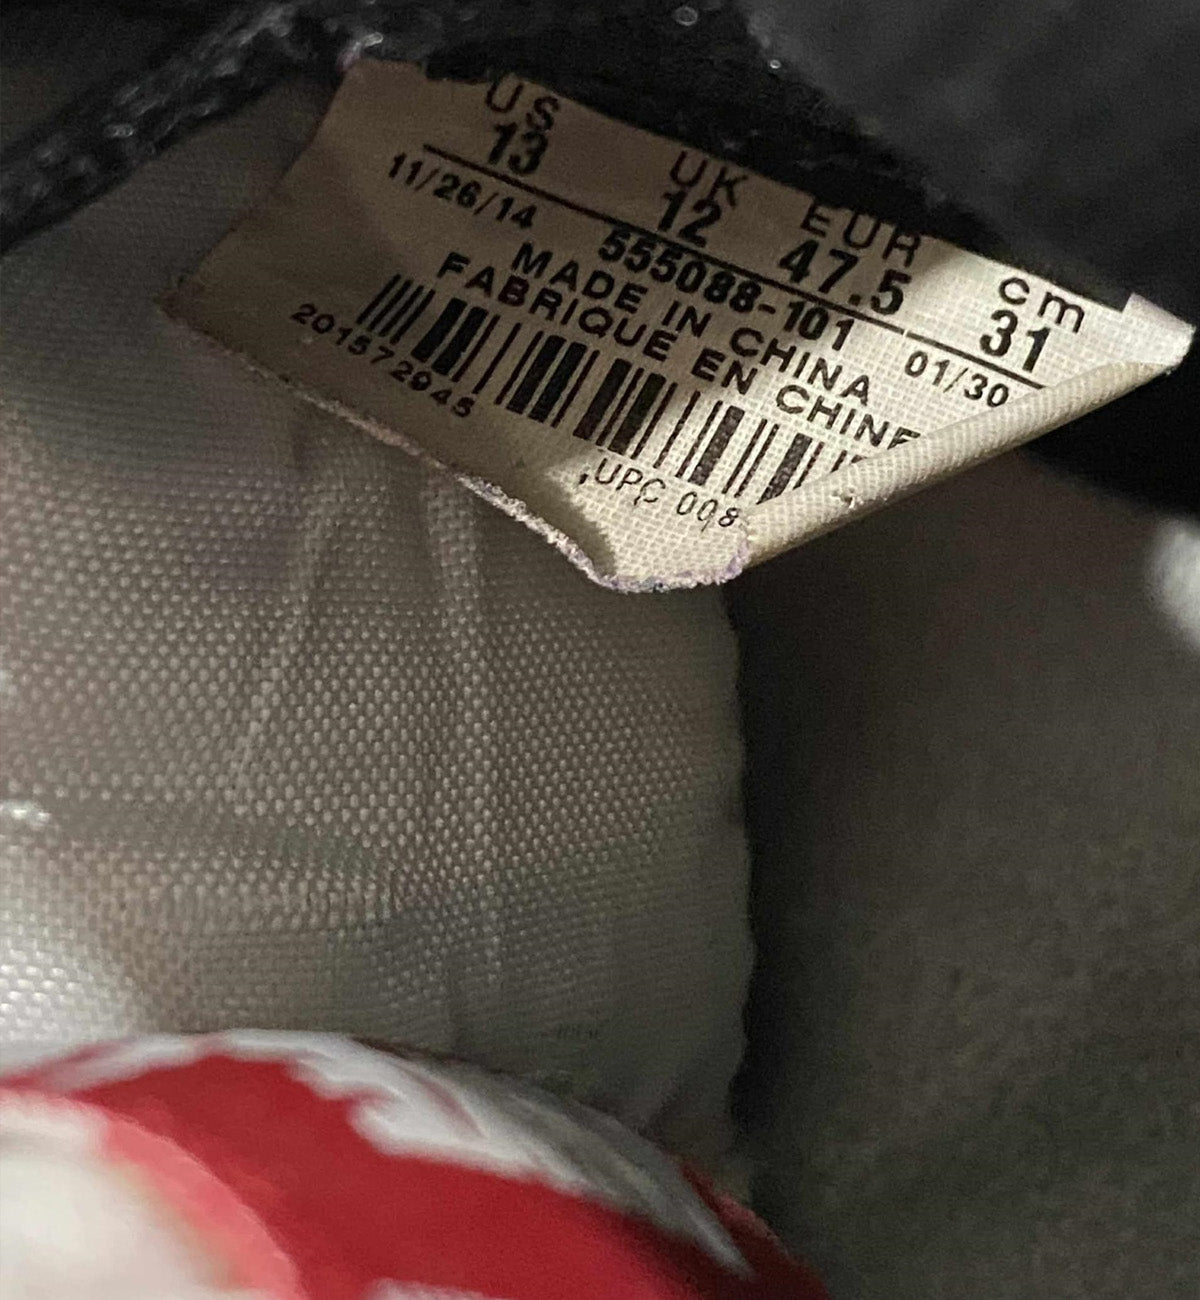 US UK EUR cm
13 12 47.5 31
11/26/14 01/30
555088-101
MADE IN CHINA
FABRIQUE EN CHINE
201572945
UPC 008